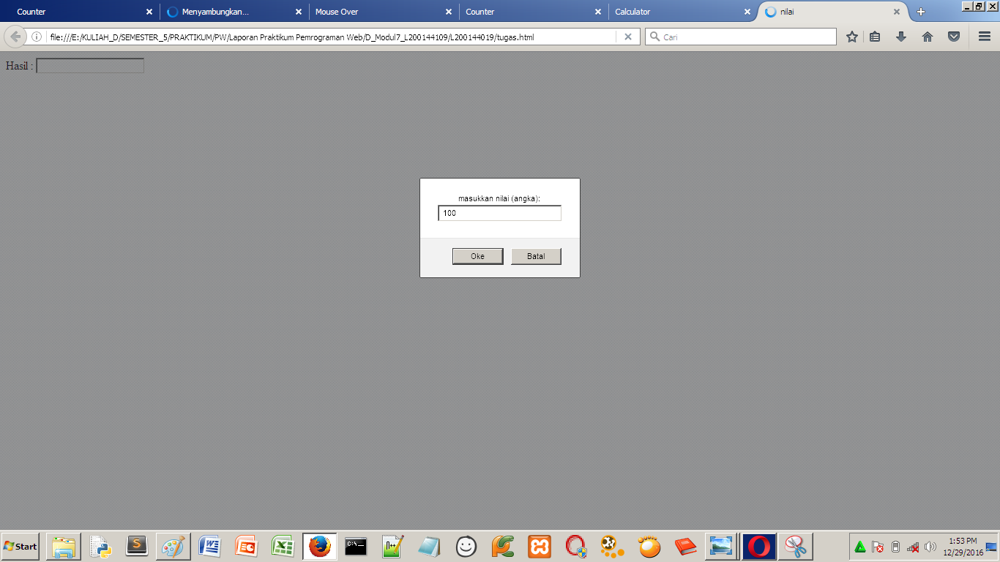 Counter
Menyambungkan...
Mouse Over
Counter
Calculator
nilai
file:///E:/KULIAH_D/SEMESTER_5/PRAKTIKUM/PW/Laporan Praktikum Pemrograman Web/D_Modul7_L200144109/L200144019/tugas.html
Cari
Hasil :
masukkan nilai (angka):
100
Oke
Batal
Start
S
W
P
X
C:\_
N++
1:53 PM
12/29/2016